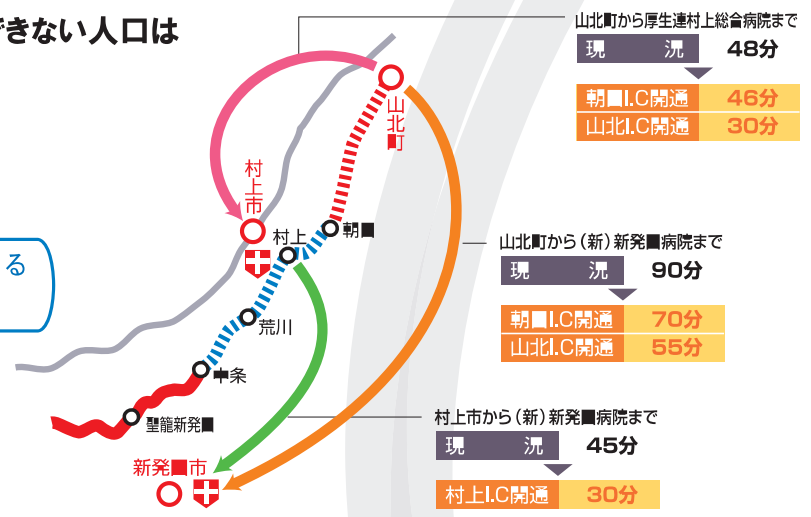 できない人口は
山北町から厚生連村上総合病院まで
現 況 48分
朝■I.C開通 46分
山北I.C開通 30分
山北町
村上市
村上
朝■
る
荒川
中条
聖籠新発■
新発■市
山北町から(新)新発■病院まで
現 況 90分
朝■I.C開通 70分
山北I.C開通 55分
村上市から(新)新発■病院まで
現 況 45分
村上I.C開通 30分